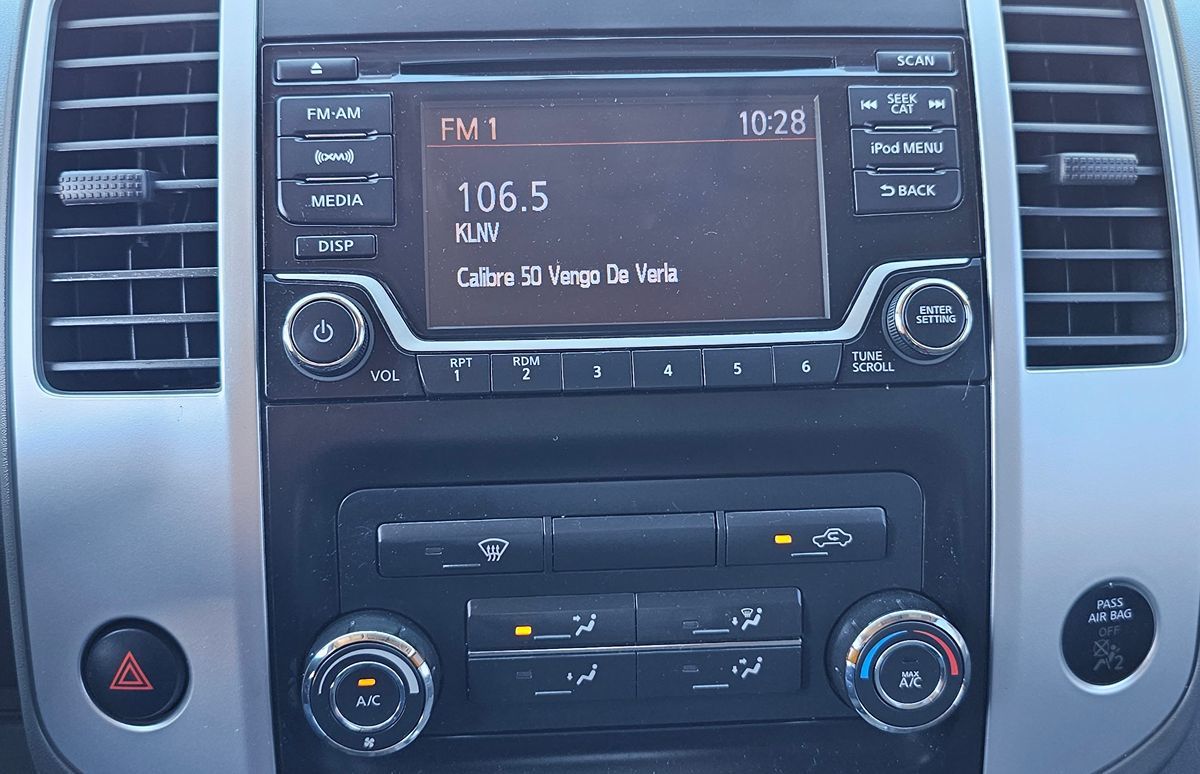 SCAN
FM·AM
FM 1
10:28
SEEK
CAT
((XM))
iPod MENU
MEDIA
106.5
BACK
KLNV
DISP
Calibre 50 Vengo De Verla
ENTER
SETTING
VOL
RPT
1
RDM
2
3
4
5
6
TUNE
SCROLL
PASS
AIR BAG
OFF
2
A/C
MAX
A/C